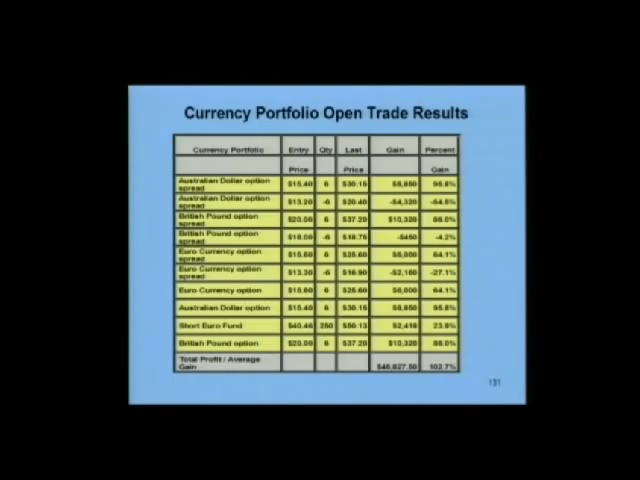 Currency Portfolio Open Trade Results
Currency Portfolio Entry Price Qty Last Price Gain Percent Gain
Australian Dollar option spread $15.40 6 $30.15 $8,850 95.8%
Australian Dollar option spread $13.20 -6 $20.40 -$4,320 -54.5%
British Pound option spread $20.00 6 $37.20 $10,320 86.0%
British Pound option spread $18.00 -6 $18.75 -$450 -4.2%
Euro Currency option spread $15.60 6 $25.60 $6,000 64.1%
Euro Currency option spread $13.30 -6 $16.90 -$2,160 -27.1%
Euro Currency option $15.60 6 $25.60 $6,000 64.1%
Australian Dollar option $15.40 6 $30.15 $8,850 95.8%
Short Euro Fund $40.46 250 $50.13 $2,418 23.9%
British Pound option $20.00 6 $37.20 $10,320 86.0%
Total Profit / Average Gain $45,827.50 102.7%
131